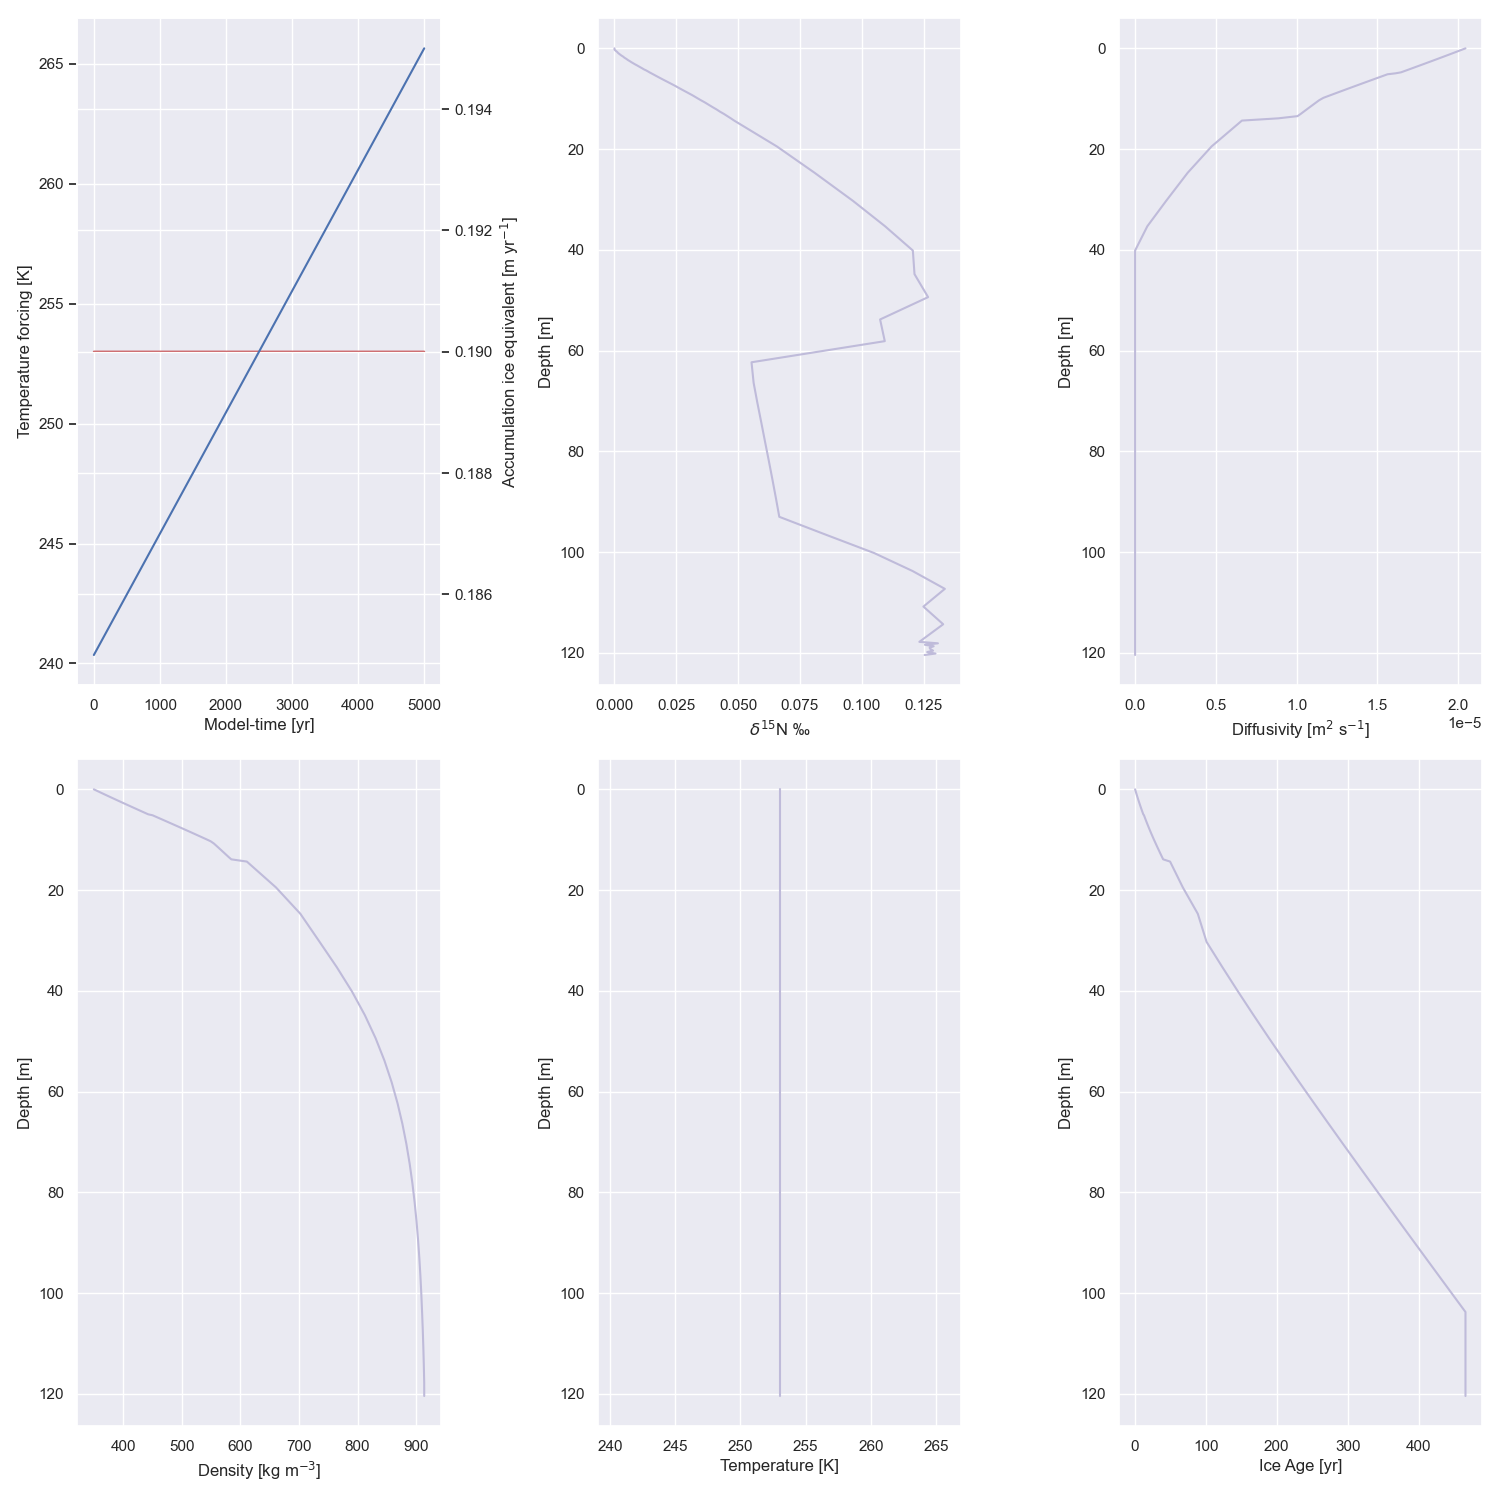 265
260
255
250
245
240
Temperature forcing [K]
0.194
0.192
0.190
0.188
0.186
Accumulation ice equivalent [m yr⁻¹]
0 1000 2000 3000 4000 5000
Model-time [yr]
0
20
40
60
80
100
120
Depth [m]
0.000 0.025 0.050 0.075 0.100 0.125
δ¹⁵N ‰
0
20
40
60
80
100
120
Depth [m]
0.0 0.5 1.0 1.5 2.0
1e−5
Diffusivity [m² s⁻¹]
0
20
40
60
80
100
120
Depth [m]
400 500 600 700 800 900
Density [kg m⁻³]
0
20
40
60
80
100
120
Depth [m]
240 245 250 255 260 265
Temperature [K]
0
20
40
60
80
100
120
Depth [m]
0 100 200 300 400
Ice Age [yr]